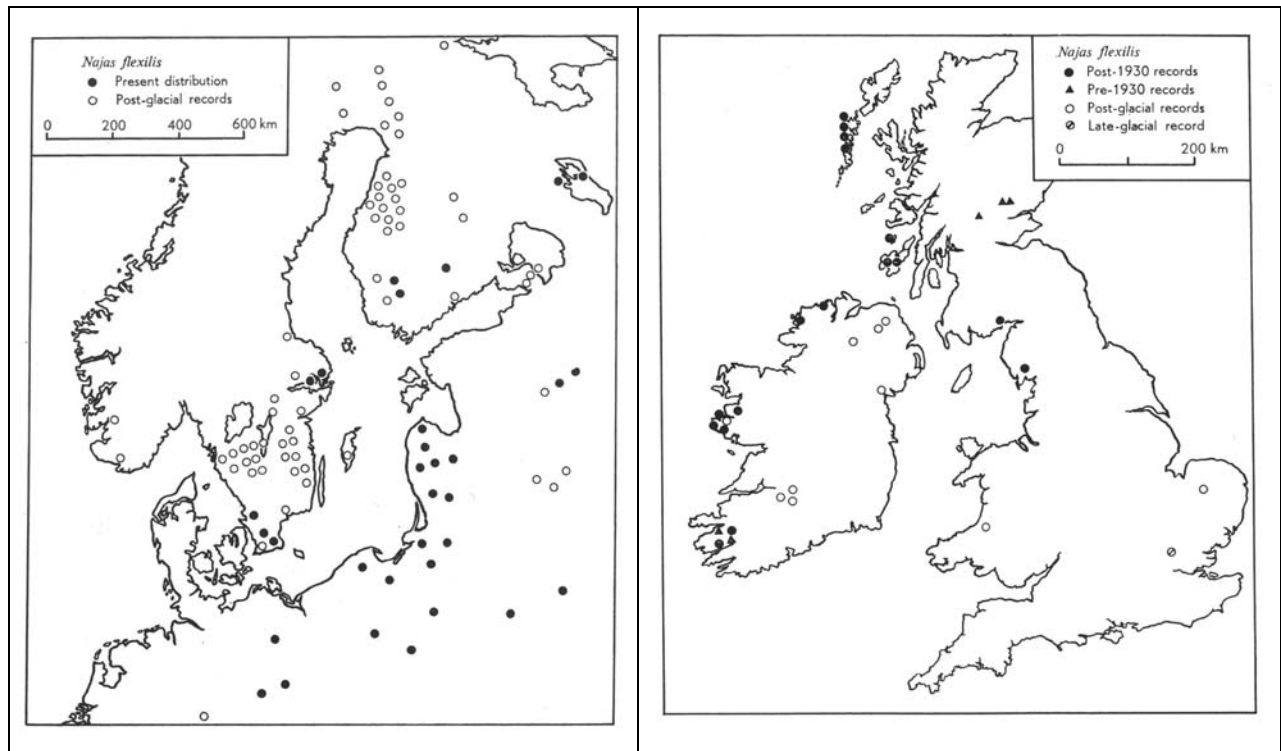 Najas flexilis
● Present distribution
○ Post-glacial records
0 200 400 600 km
Najas flexilis
● Post-1930 records
▲ Pre-1930 records
○ Post-glacial records
⊘ Late-glacial record
0 200 km